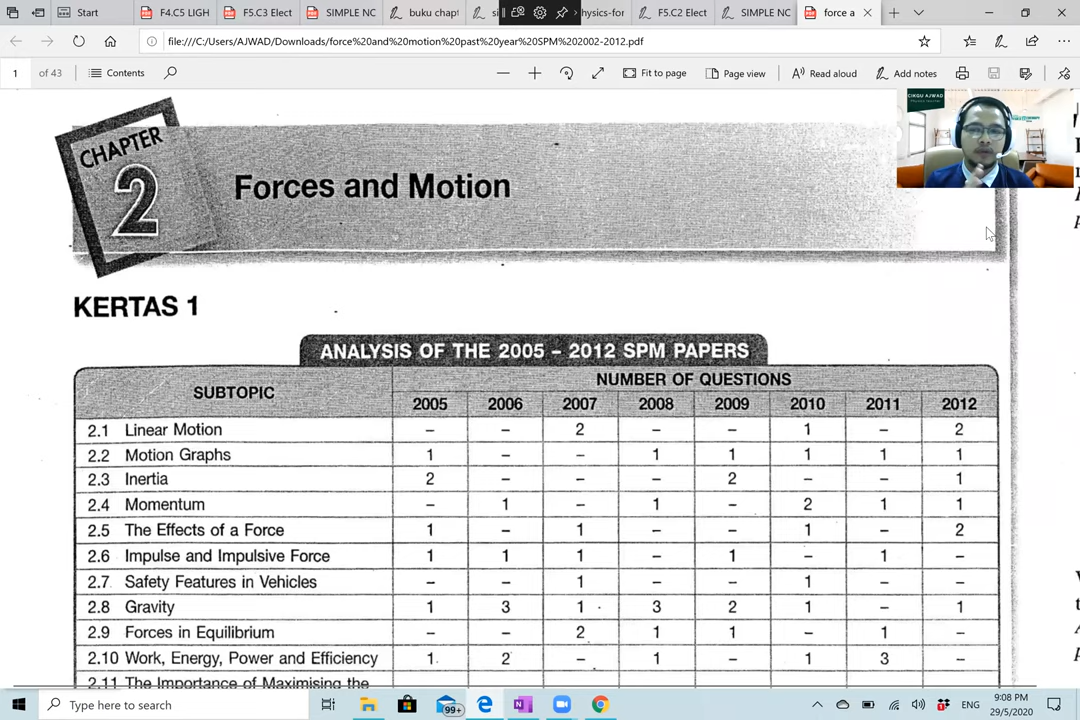 Start
F4.C5 LIGH
F5.C3 Elect
SIMPLE NC
buku chapt
hysics-for
F5.C2 Elect
SIMPLE NC
force a
file:///C:/Users/AJWAD/Downloads/force%20and%20motion%20past%20year%20SPM%202002-2012.pdf
1 of 43 Contents Fit to page Page view Read aloud Add notes
CIKGU AJWAD
CHAPTER
2
Forces and Motion
KERTAS 1
ANALYSIS OF THE 2005 – 2012 SPM PAPERS
SUBTOPIC NUMBER OF QUESTIONS
2005 2006 2007 2008 2009 2010 2011 2012
2.1 Linear Motion – – 2 – – 1 – 2
2.2 Motion Graphs 1 – – 1 1 1 1 1
2.3 Inertia 2 – – – 2 – – 1
2.4 Momentum – 1 – 1 – 2 1 1
2.5 The Effects of a Force 1 – 1 – – 1 – 2
2.6 Impulse and Impulsive Force 1 1 1 – 1 – 1 –
2.7 Safety Features in Vehicles – – 1 – – 1 – –
2.8 Gravity 1 3 1 3 2 1 – 1
2.9 Forces in Equilibrium – – 2 1 1 – 1 –
2.10 Work, Energy, Power and Efficiency 1 2 – 1 – 1 3 –
2.11 The Importance of Maximising the
Type here to search
99+
ENG
9:08 PM
29/5/2020